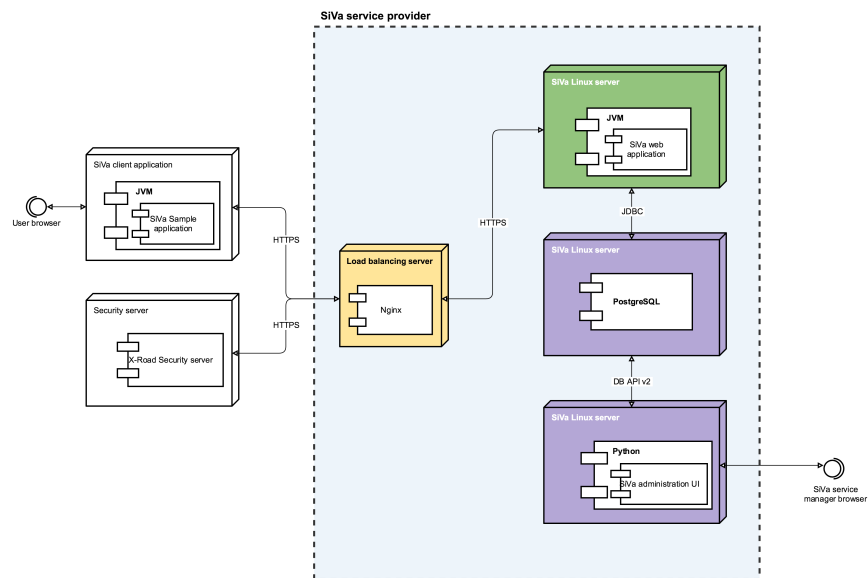 SiVa service provider
SiVa Linux server
JVM
SiVa web
application
SiVa client application
JVM
SiVa Sample
application
User browser
HTTPS
HTTPS
JDBC
SiVa Linux server
Load balancing server
Nginx
PostgreSQL
Security server
HTTPS
X-Road Security server
DB API v2
SiVa Linux server
Python
SiVa administration UI
SiVa service
manager browser